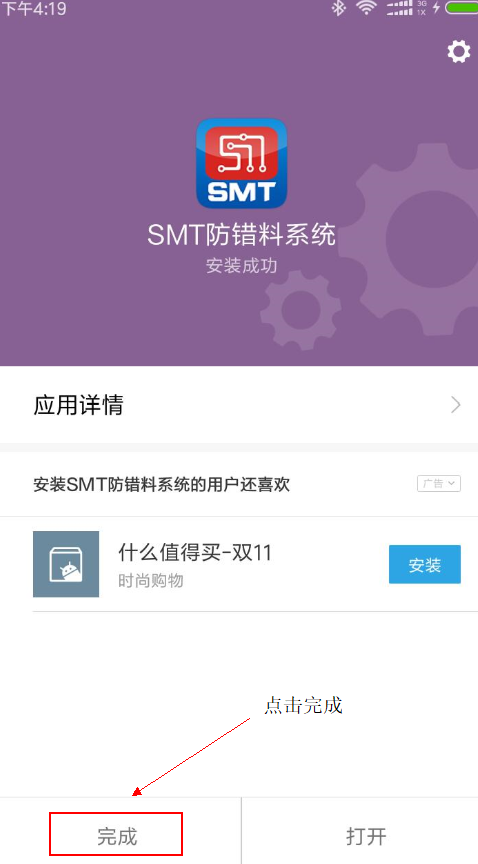 下午4:19
3G
1X
SMT
SMT防错料系统
安装成功
应用详情
安装SMT防错料系统的用户还喜欢
广告
什么值得买-双11
时尚购物
安装
点击完成
完成
打开